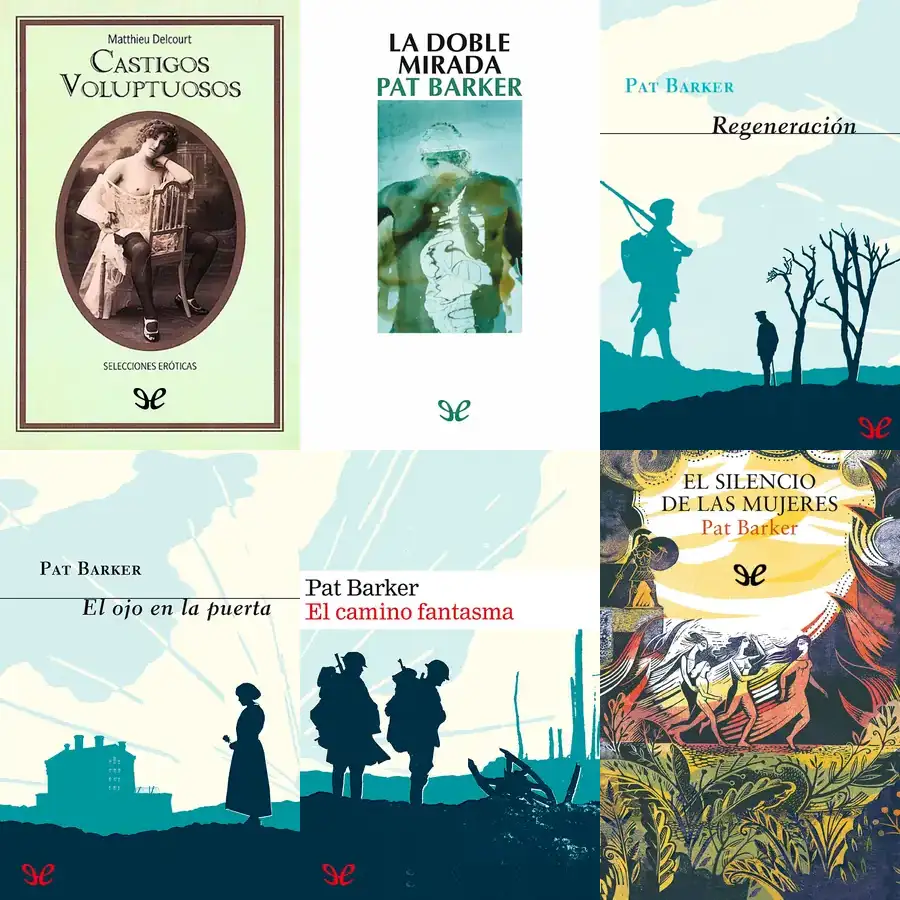 Matthieu Delcourt
CASTIGOS
VOLUPTUOSOS
SELECCIONES ERÓTICAS
LA DOBLE
MIRADA
PAT BARKER
PAT BARKER
Regeneración
PAT BARKER
El ojo en la puerta
Pat Barker
El camino fantasma
EL SILENCIO
DE LAS MUJERES
Pat Barker